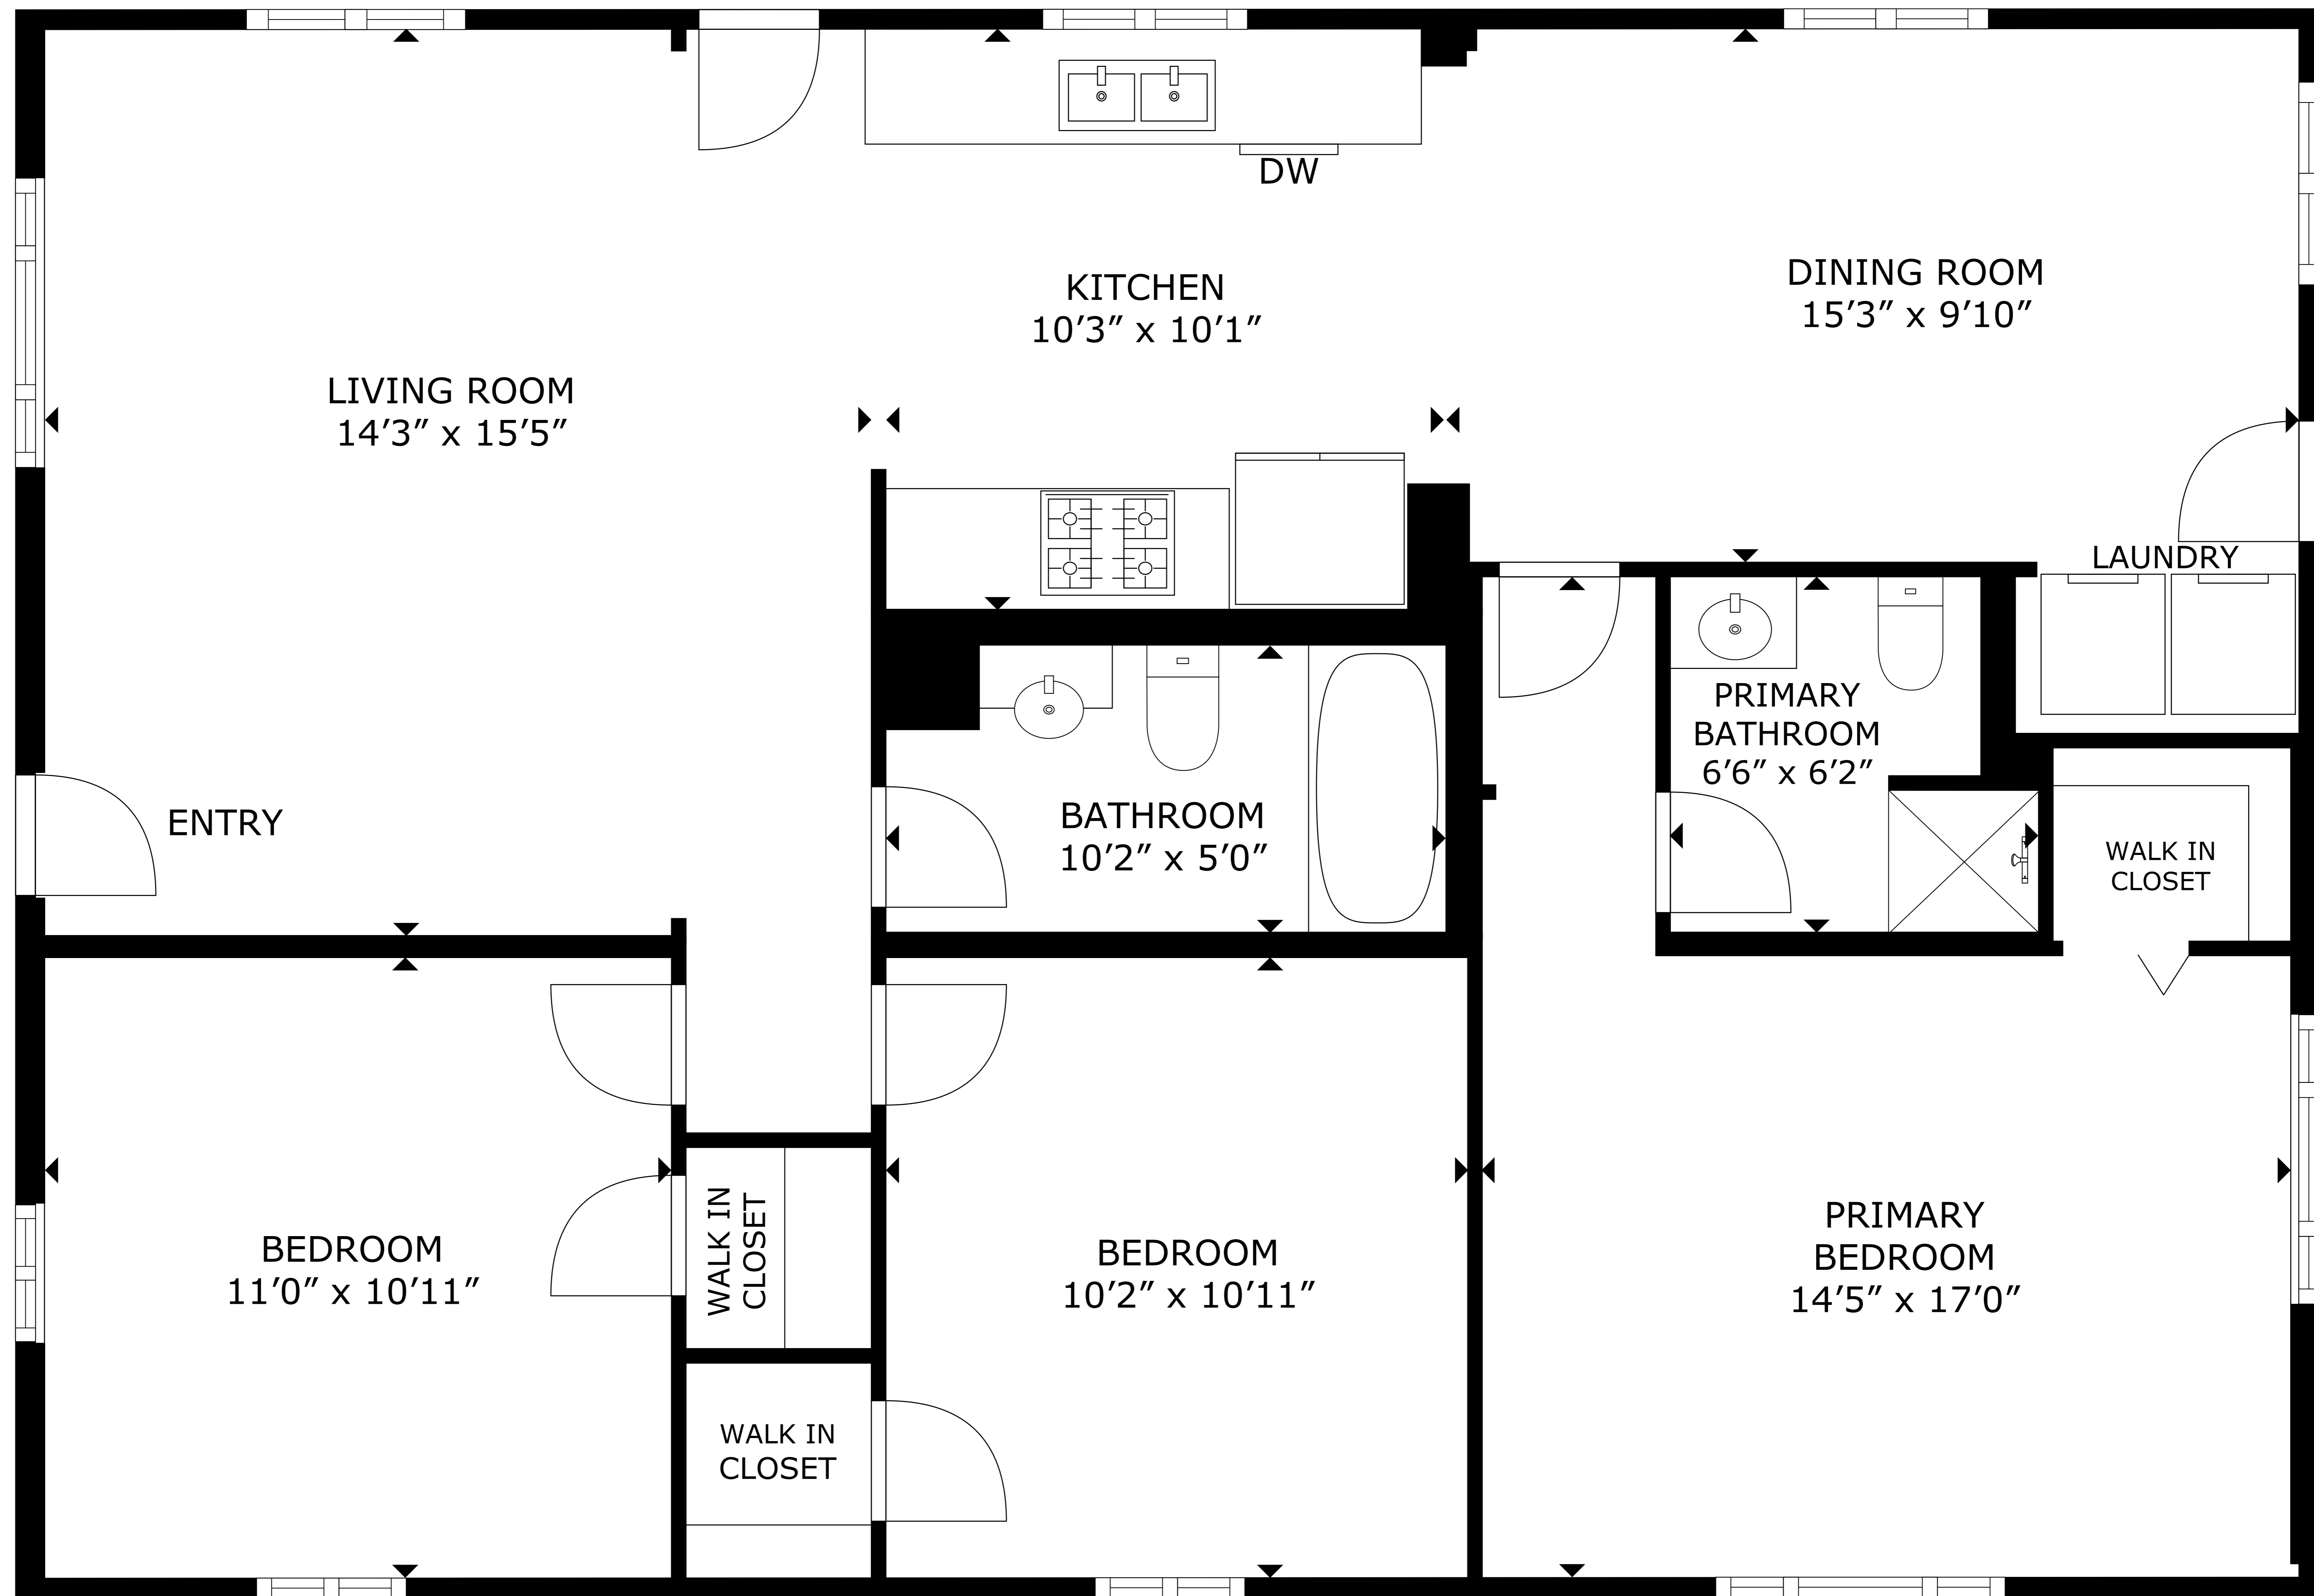 DW
KITCHEN
10’3” x 10’1”
DINING ROOM
15’3” x 9’10”
LIVING ROOM
14’3” x 15’5”
LAUNDRY
PRIMARY
BATHROOM
6’6” x 6’2”
ENTRY
BATHROOM
10’2” x 5’0”
WALK IN
CLOSET
BEDROOM
11’0” x 10’11”
WALK IN
CLOSET
BEDROOM
10’2” x 10’11”
PRIMARY
BEDROOM
14’5” x 17’0”
WALK IN
CLOSET